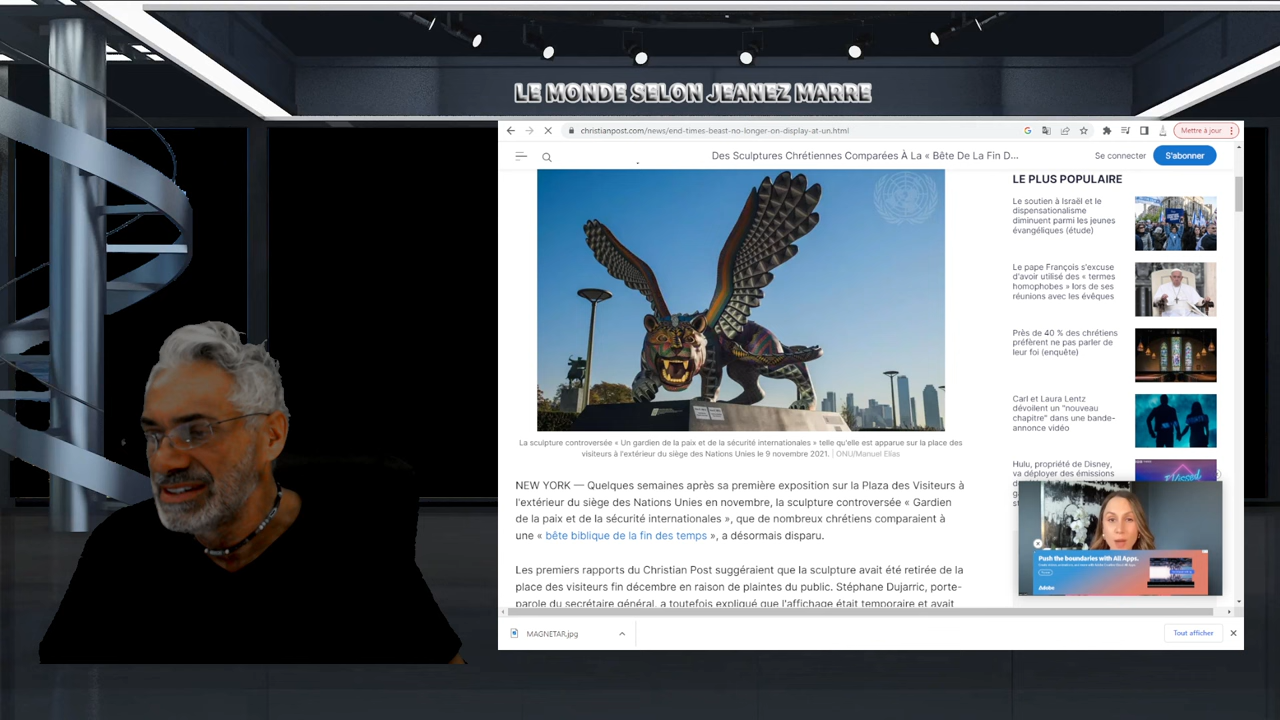 LE MONDE SELON JEANEZ MARRE
christianpost.com/news/end-times-beast-no-longer-on-display-at-un.html
Mettre à jour
Des Sculptures Chrétiennes Comparées À La « Bête De La Fin D...
Se connecter
S'abonner
La sculpture controversée « Un gardien de la paix et de la sécurité internationales » telle qu'elle est apparue sur la place des
visiteurs à l'extérieur du siège des Nations Unies le 9 novembre 2021. | ONU/Manuel Elías
NEW YORK — Quelques semaines après sa première exposition sur la Plaza des Visiteurs à
l'extérieur du siège des Nations Unies en novembre, la sculpture controversée « Gardien
de la paix et de la sécurité internationales », que de nombreux chrétiens comparaient à
une « bête biblique de la fin des temps », a désormais disparu.
Les premiers rapports du Christian Post suggéraient que la sculpture avait été retirée de la
place des visiteurs fin décembre en raison de plaintes du public. Stéphane Dujarric, porte-
parole du secrétaire général, a toutefois expliqué que l'affichage était temporaire et avait
LE PLUS POPULAIRE
Le soutien à Israël et le
dispensationalisme
diminuent parmi les jeunes
évangéliques (étude)
Le pape François s'excuse
d'avoir utilisé des « termes
homophobes » lors de ses
réunions avec les évêques
Près de 40 % des chrétiens
préfèrent ne pas parler de
leur foi (enquête)
Carl et Laura Lentz
dévoilent un "nouveau
chapitre" dans une bande-
annonce vidéo
Hulu, propriété de Disney,
va déployer des émissions
Push the boundaries with All Apps.
Adobe
MAGNETAR.jpg
Tout afficher